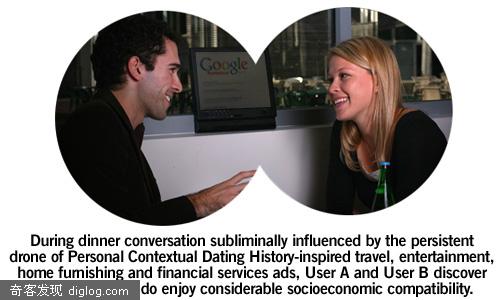 Google
During dinner conversation subliminally influenced by the persistent
drone of Personal Contextual Dating History-inspired travel, entertainment,
home furnishing and financial services ads, User A and User B discover
do enjoy considerable socioeconomic compatibility.
奇客发现 diglog.com